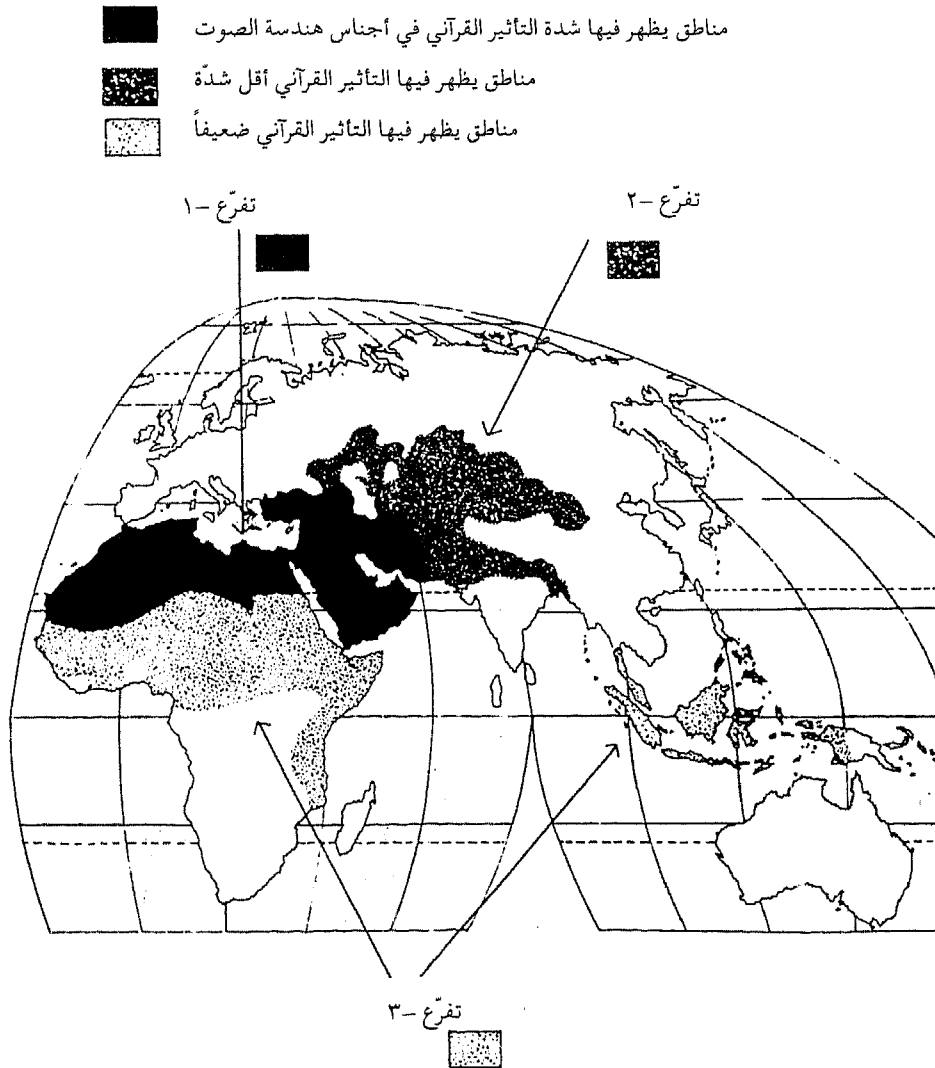 مناطق يظهر فيها شدة التأثير القرآني في أجناس هندسة الصوت
مناطق يظهر فيها التأثير القرآني أقل شدّة
مناطق يظهر فيها التأثير القرآني ضعيفاً
تفرّع -٢
تفرّع -١
تفرّع -٣